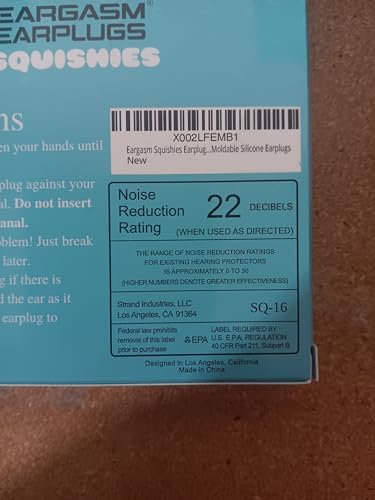 EARGASM®
EARPLUGS
SQUISHIES
X002LFEMB1
Eargasm Squishies Earplug...Moldable Silicone Earplugs
New
ns
en your hands until
plug against your
al. Do not insert
anal.
oblem! Just break
later.
g if there is
d the ear as it
earplug to
Noise
Reduction
Rating
22 DECIBELS
(WHEN USED AS DIRECTED)
THE RANGE OF NOISE REDUCTION RATINGS
FOR EXISTING HEARING PROTECTORS
IS APPROXIMATELY 0 TO 30
(HIGHER NUMBERS DENOTE GREATER EFFECTIVENESS)
Strand Industries, LLC
Los Angeles, CA 91364
SQ-16
Federal law prohibits
removal of this label
prior to purchase
EPA
LABEL REQUIRED BY
U.S. E.P.A. REGULATION
40 CFR Part 211, Subpart B
Designed in Los Angeles, California
Made in China